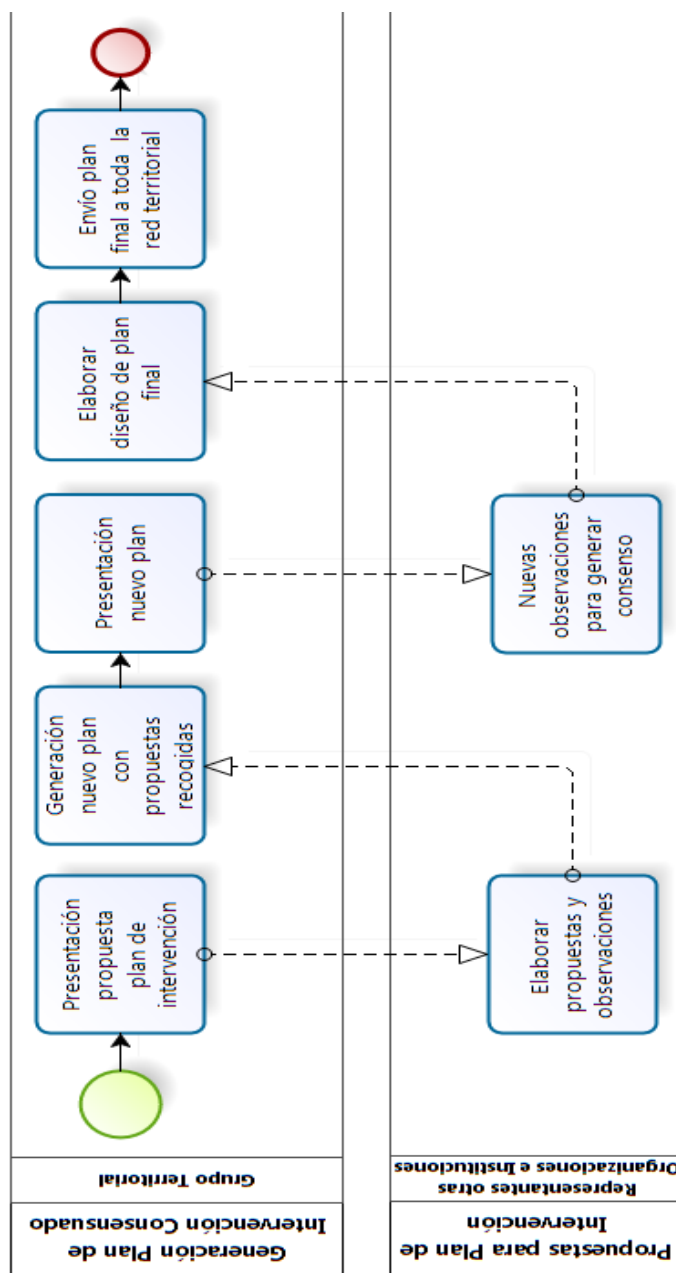 Generación Plan de
Intervención Consensuado
Grupo Territorial
Presentación
propuesta
plan de
intervención
Generación
nuevo plan
con
propuestas
recogidas
Presentación
nuevo plan
Elaborar
diseño de plan
final
Envío plan
final a toda la
red territorial
Propuestas para Plan de
Intervención
Representantes otras
Organizaciones e Instituciones
Elaborar
propuestas y
observaciones
Nuevas
observaciones
para generar
consenso